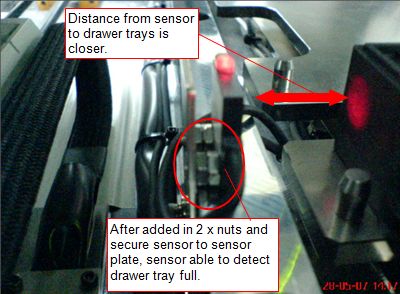 Distance from sensor
to drawer trays is
closer.
After added in 2 x nuts and
secure sensor to sensor
plate, sensor able to detect
drawer tray full.
28-05-07 14:17